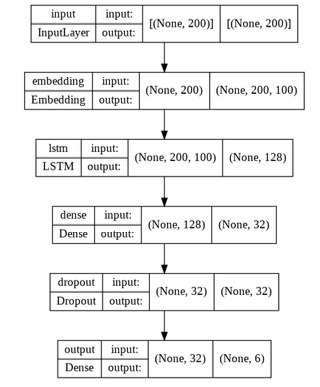 input input: [(None, 200)] [(None, 200)]
InputLayer output:
embedding input: (None, 200) (None, 200, 100)
Embedding output:
lstm input: (None, 200, 100) (None, 128)
LSTM output:
dense input: (None, 128) (None, 32)
Dense output:
dropout input: (None, 32) (None, 32)
Dropout output:
output input: (None, 32) (None, 6)
Dense output: